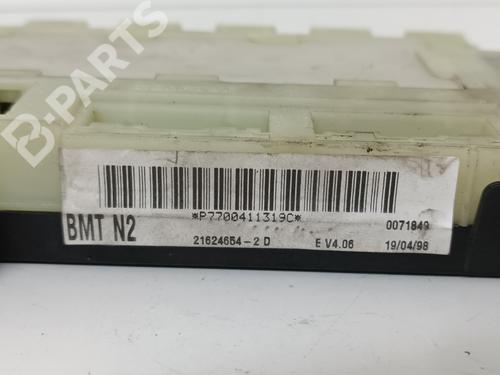 B-PARTS
*P7700411319C*
0071849
BMT N2
21624654-2 D
E V4.06
19/04/98